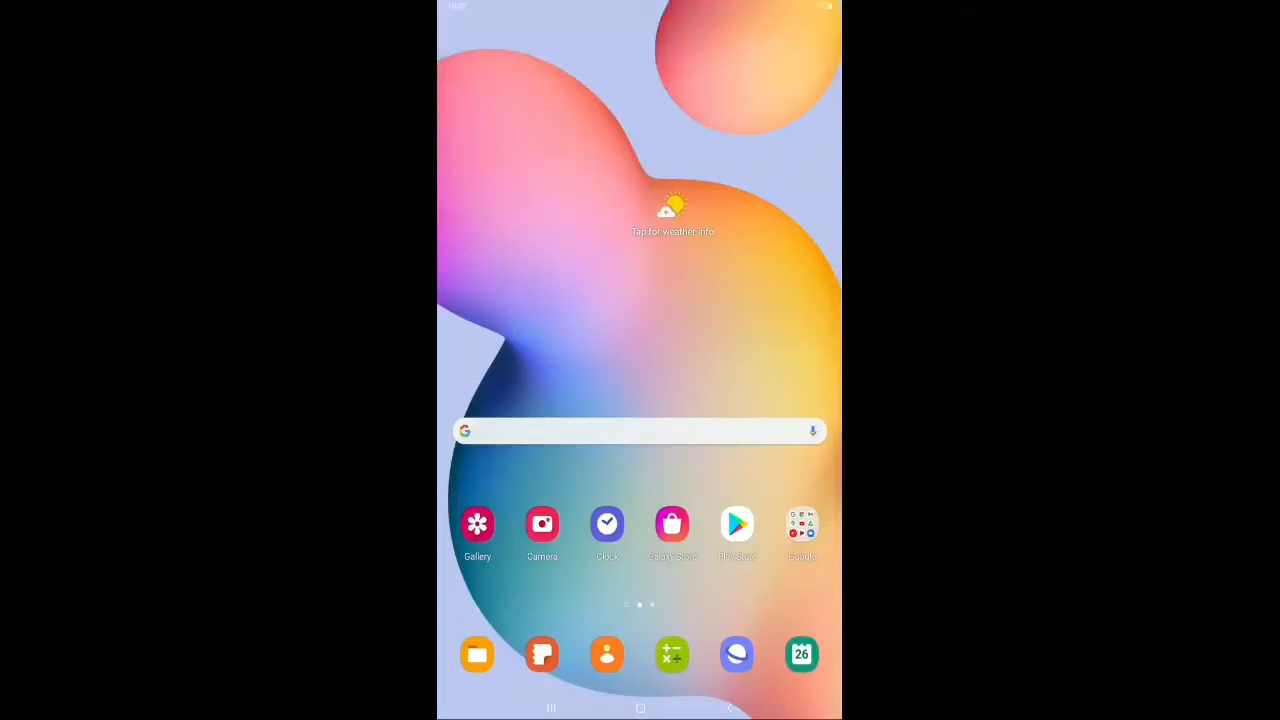 Tap for weather info
Gallery
Camera
Clock
Galaxy Store
Play Store
Google
26